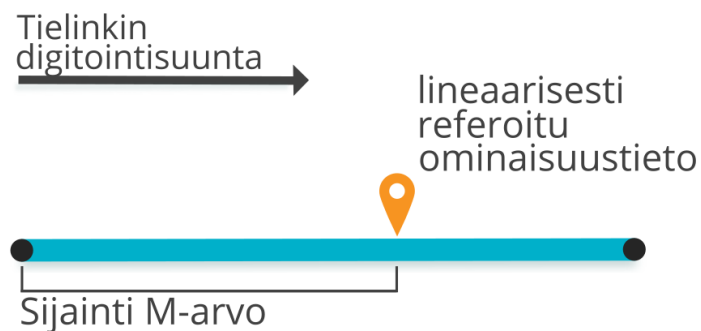 Tielinkin
digitointisuunta
lineaarisesti
referoitu
ominaisuustieto
Sijainti M-arvo